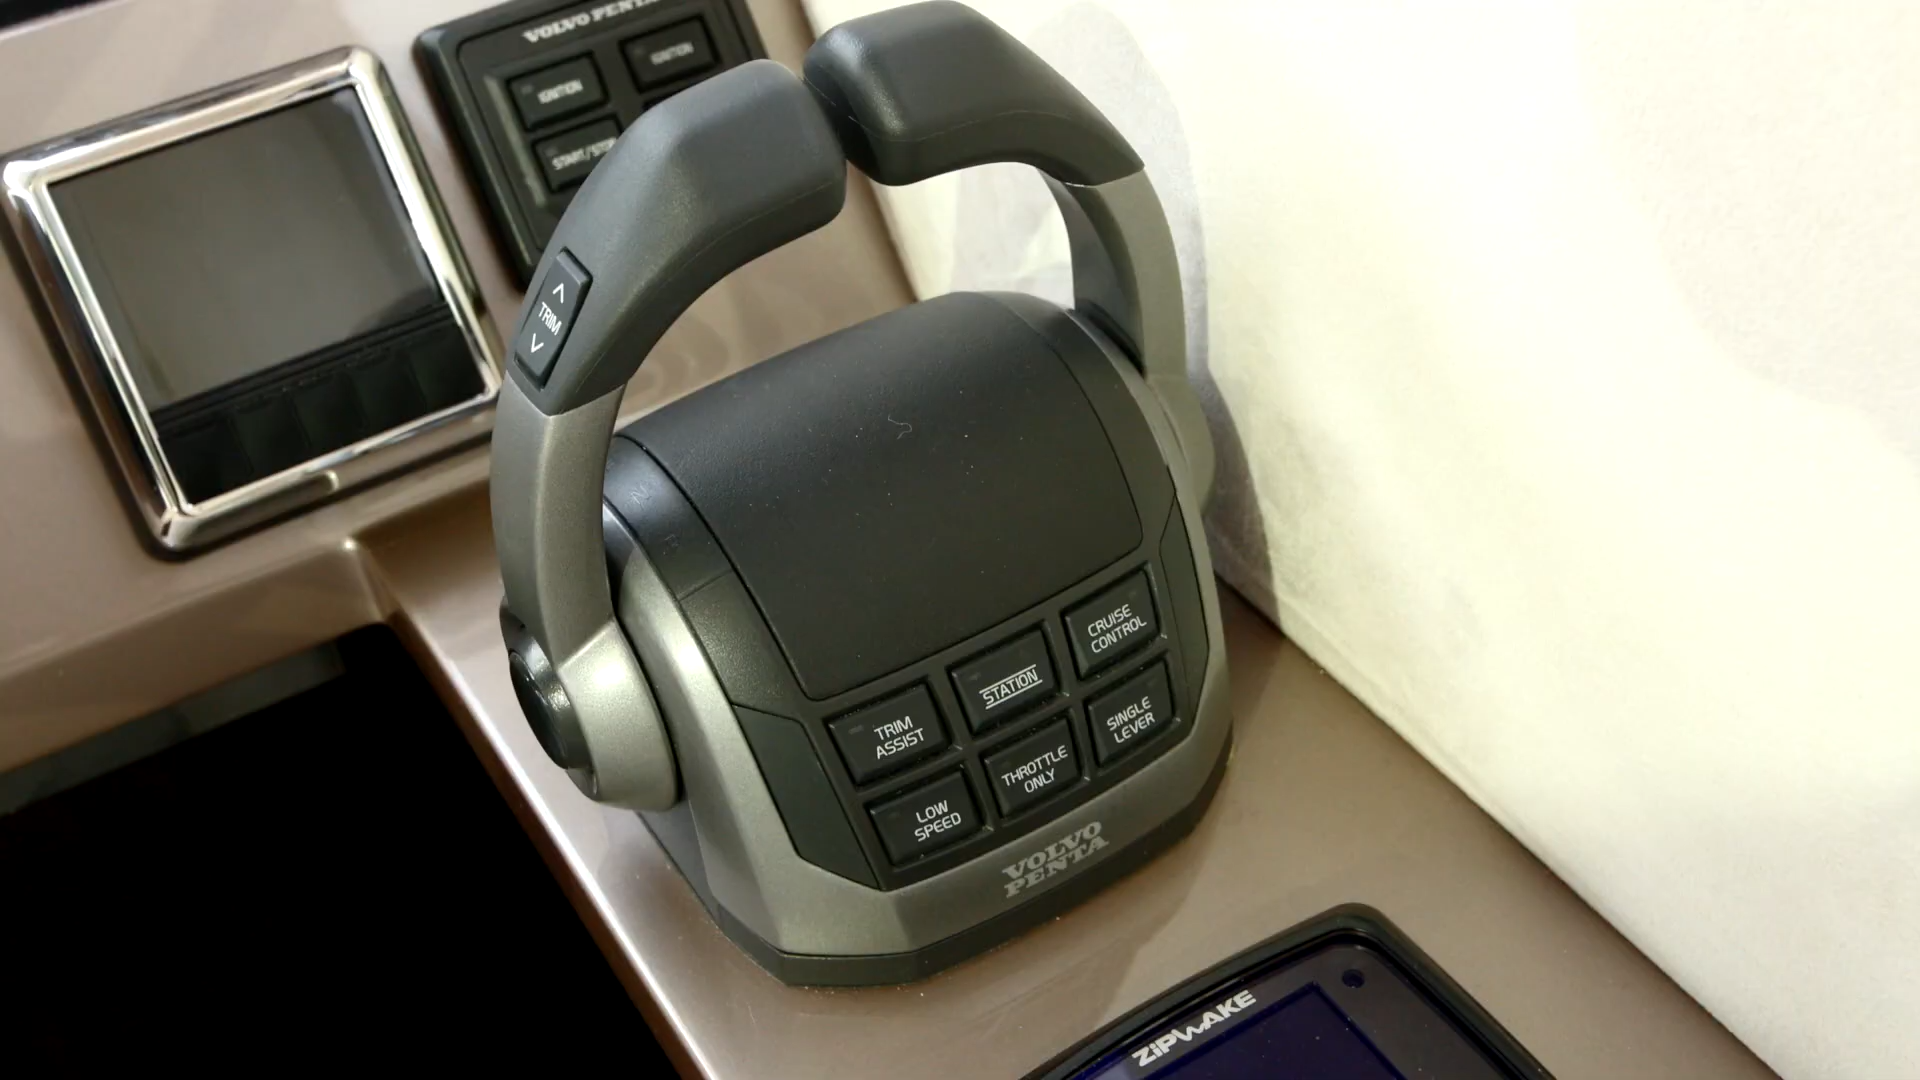 VOLVO PENTA
IGNITION
IGNITION
START/STOP
TRIM
N
F
CRUISE
CONTROL
STATION
TRIM
ASSIST
SINGLE
LEVER
THROTTLE
ONLY
LOW
SPEED
VOLVO
PENTA
ZIPWAKE